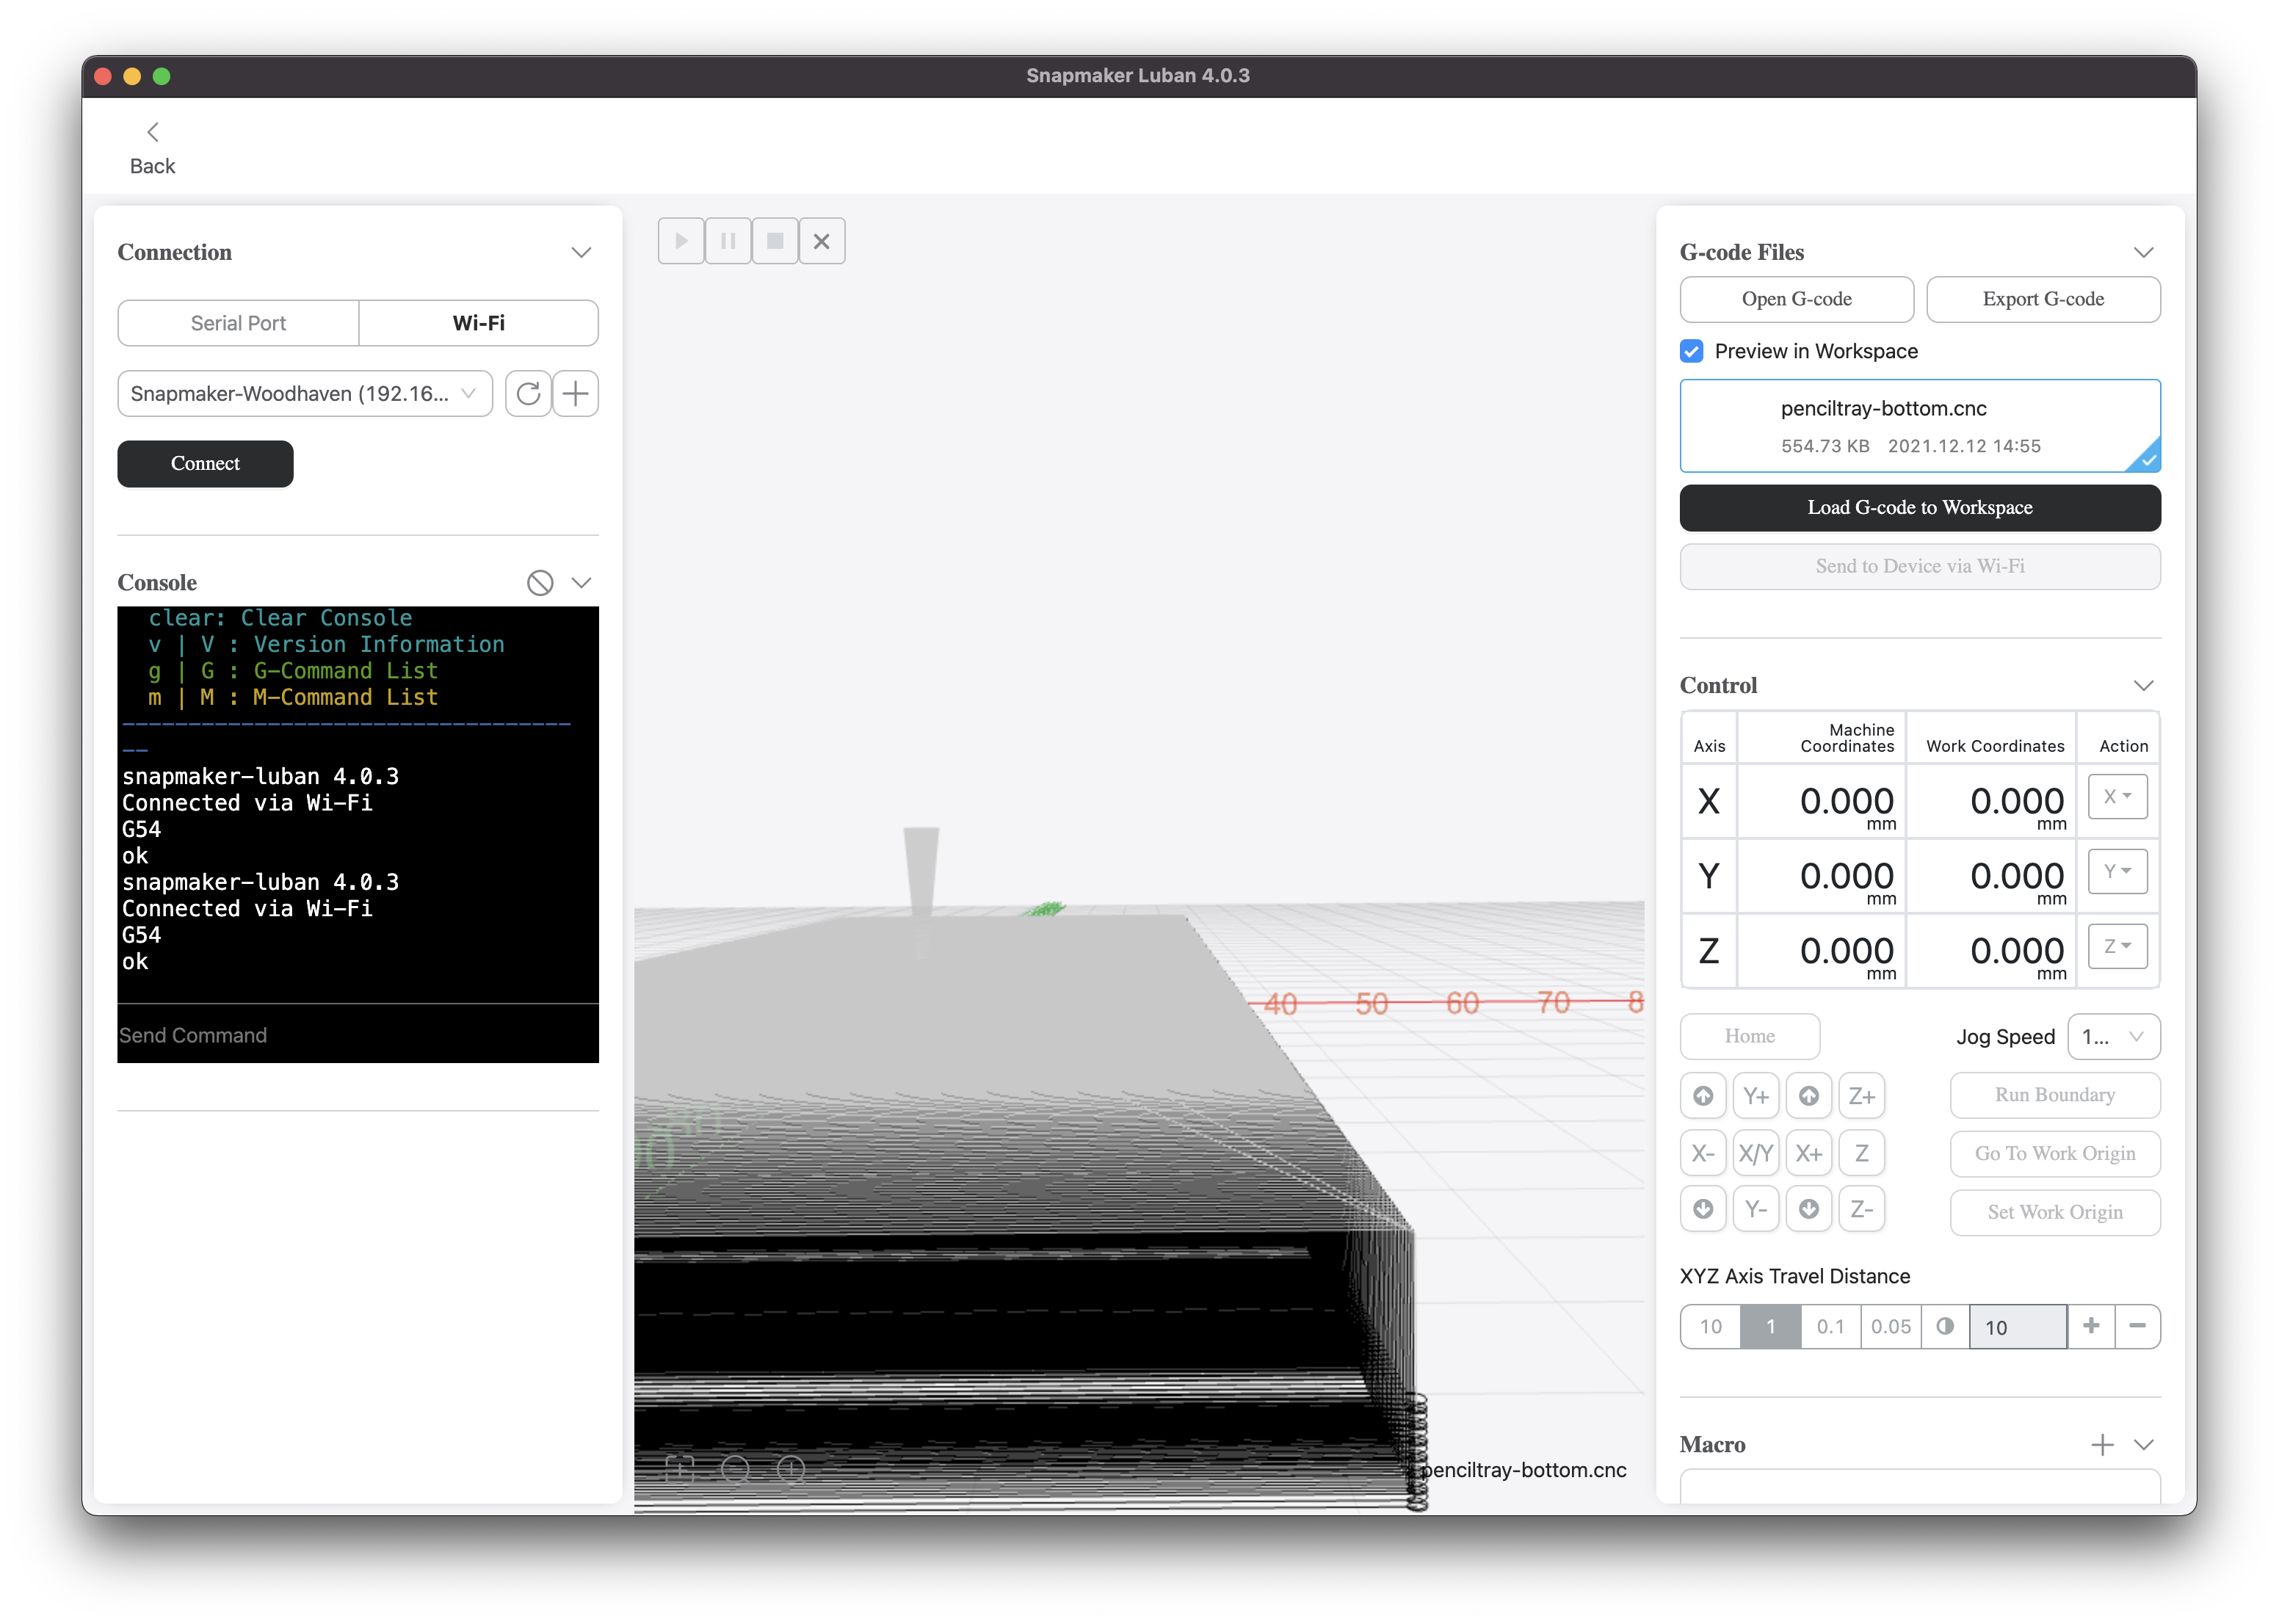 Snapmaker Luban 4.0.3
Back
Connection
Serial Port
Wi-Fi
Snapmaker-Woodhaven (192.16...
Connect
Console
clear: Clear Console
v | V : Version Information
g | G : G-Command List
m | M : M-Command List
----------------------------------
--
snapmaker-luban 4.0.3
Connected via Wi-Fi
G54
ok
snapmaker-luban 4.0.3
Connected via Wi-Fi
G54
ok
Send Command
40 50 60 70 8
penciltray-bottom.cnc
G-code Files
Open G-code
Export G-code
Preview in Workspace
penciltray-bottom.cnc
554.73 KB 2021.12.12 14:55
Load G-code to Workspace
Send to Device via Wi-Fi
Control
Axis
Machine
Coordinates
Work Coordinates
Action
X 0.000 mm 0.000 mm X
Y 0.000 mm 0.000 mm Y
Z 0.000 mm 0.000 mm Z
Home
Jog Speed 1...
Y+ Z+
Run Boundary
X- X/Y X+ Z
Go To Work Origin
Y- Z-
Set Work Origin
XYZ Axis Travel Distance
10 1 0.1 0.05 10
Macro